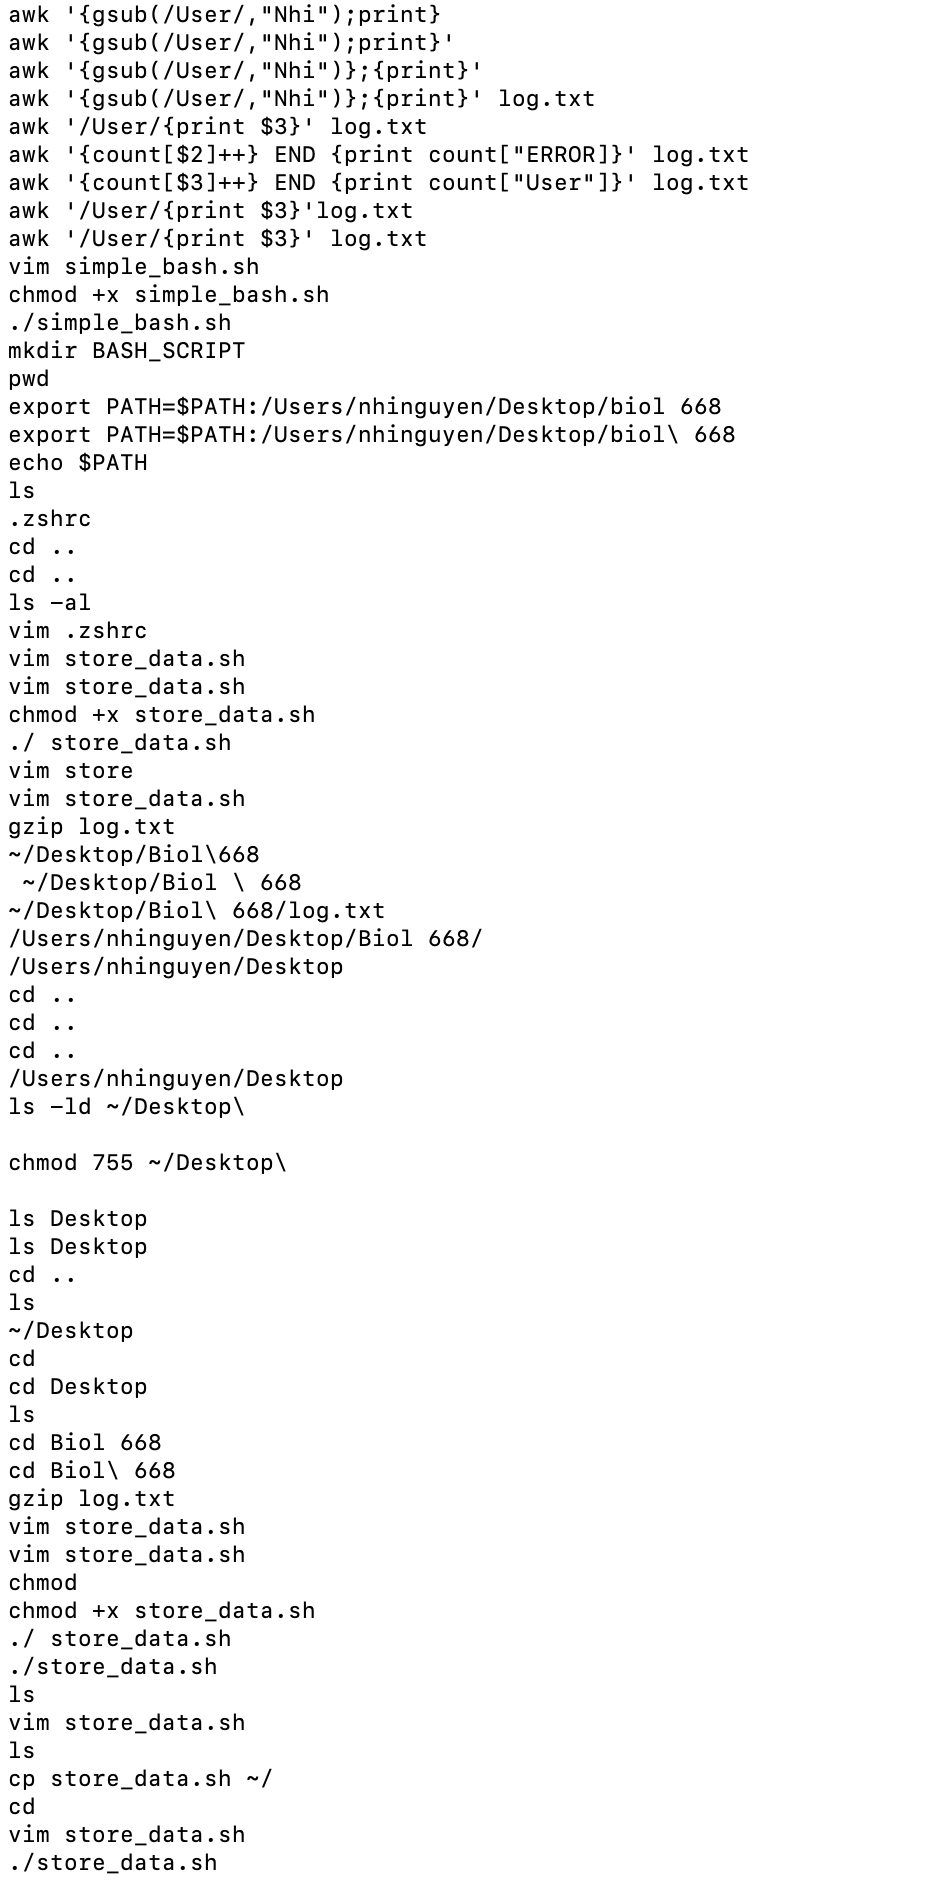 awk '{gsub(/User/,"Nhi");print}
awk '{gsub(/User/,"Nhi");print}'
awk '{gsub(/User/,"Nhi")};{print}'
awk '{gsub(/User/,"Nhi")};{print}' log.txt
awk '/User/{print $3}' log.txt
awk '{count[$2]++} END {print count["ERROR]}' log.txt
awk '{count[$3]++} END {print count["User"]}' log.txt
awk '/User/{print $3}'log.txt
awk '/User/{print $3}' log.txt
vim simple_bash.sh
chmod +x simple_bash.sh
./simple_bash.sh
mkdir BASH_SCRIPT
pwd
export PATH=$PATH:/Users/nhinguyen/Desktop/biol 668
export PATH=$PATH:/Users/nhinguyen/Desktop/biol\ 668
echo $PATH
ls
.zshrc
cd ..
cd ..
ls -al
vim .zshrc
vim store_data.sh
vim store_data.sh
chmod +x store_data.sh
./ store_data.sh
vim store
vim store_data.sh
gzip log.txt
~/Desktop/Biol\668
 ~/Desktop/Biol \ 668
~/Desktop/Biol\ 668/log.txt
/Users/nhinguyen/Desktop/Biol 668/
/Users/nhinguyen/Desktop
cd ..
cd ..
cd ..
/Users/nhinguyen/Desktop
ls -ld ~/Desktop\

chmod 755 ~/Desktop\

ls Desktop
ls Desktop
cd ..
ls
~/Desktop
cd
cd Desktop
ls
cd Biol 668
cd Biol\ 668
gzip log.txt
vim store_data.sh
vim store_data.sh
chmod
chmod +x store_data.sh
./ store_data.sh
./store_data.sh
ls
vim store_data.sh
ls
cp store_data.sh ~/
cd
vim store_data.sh
./store_data.sh